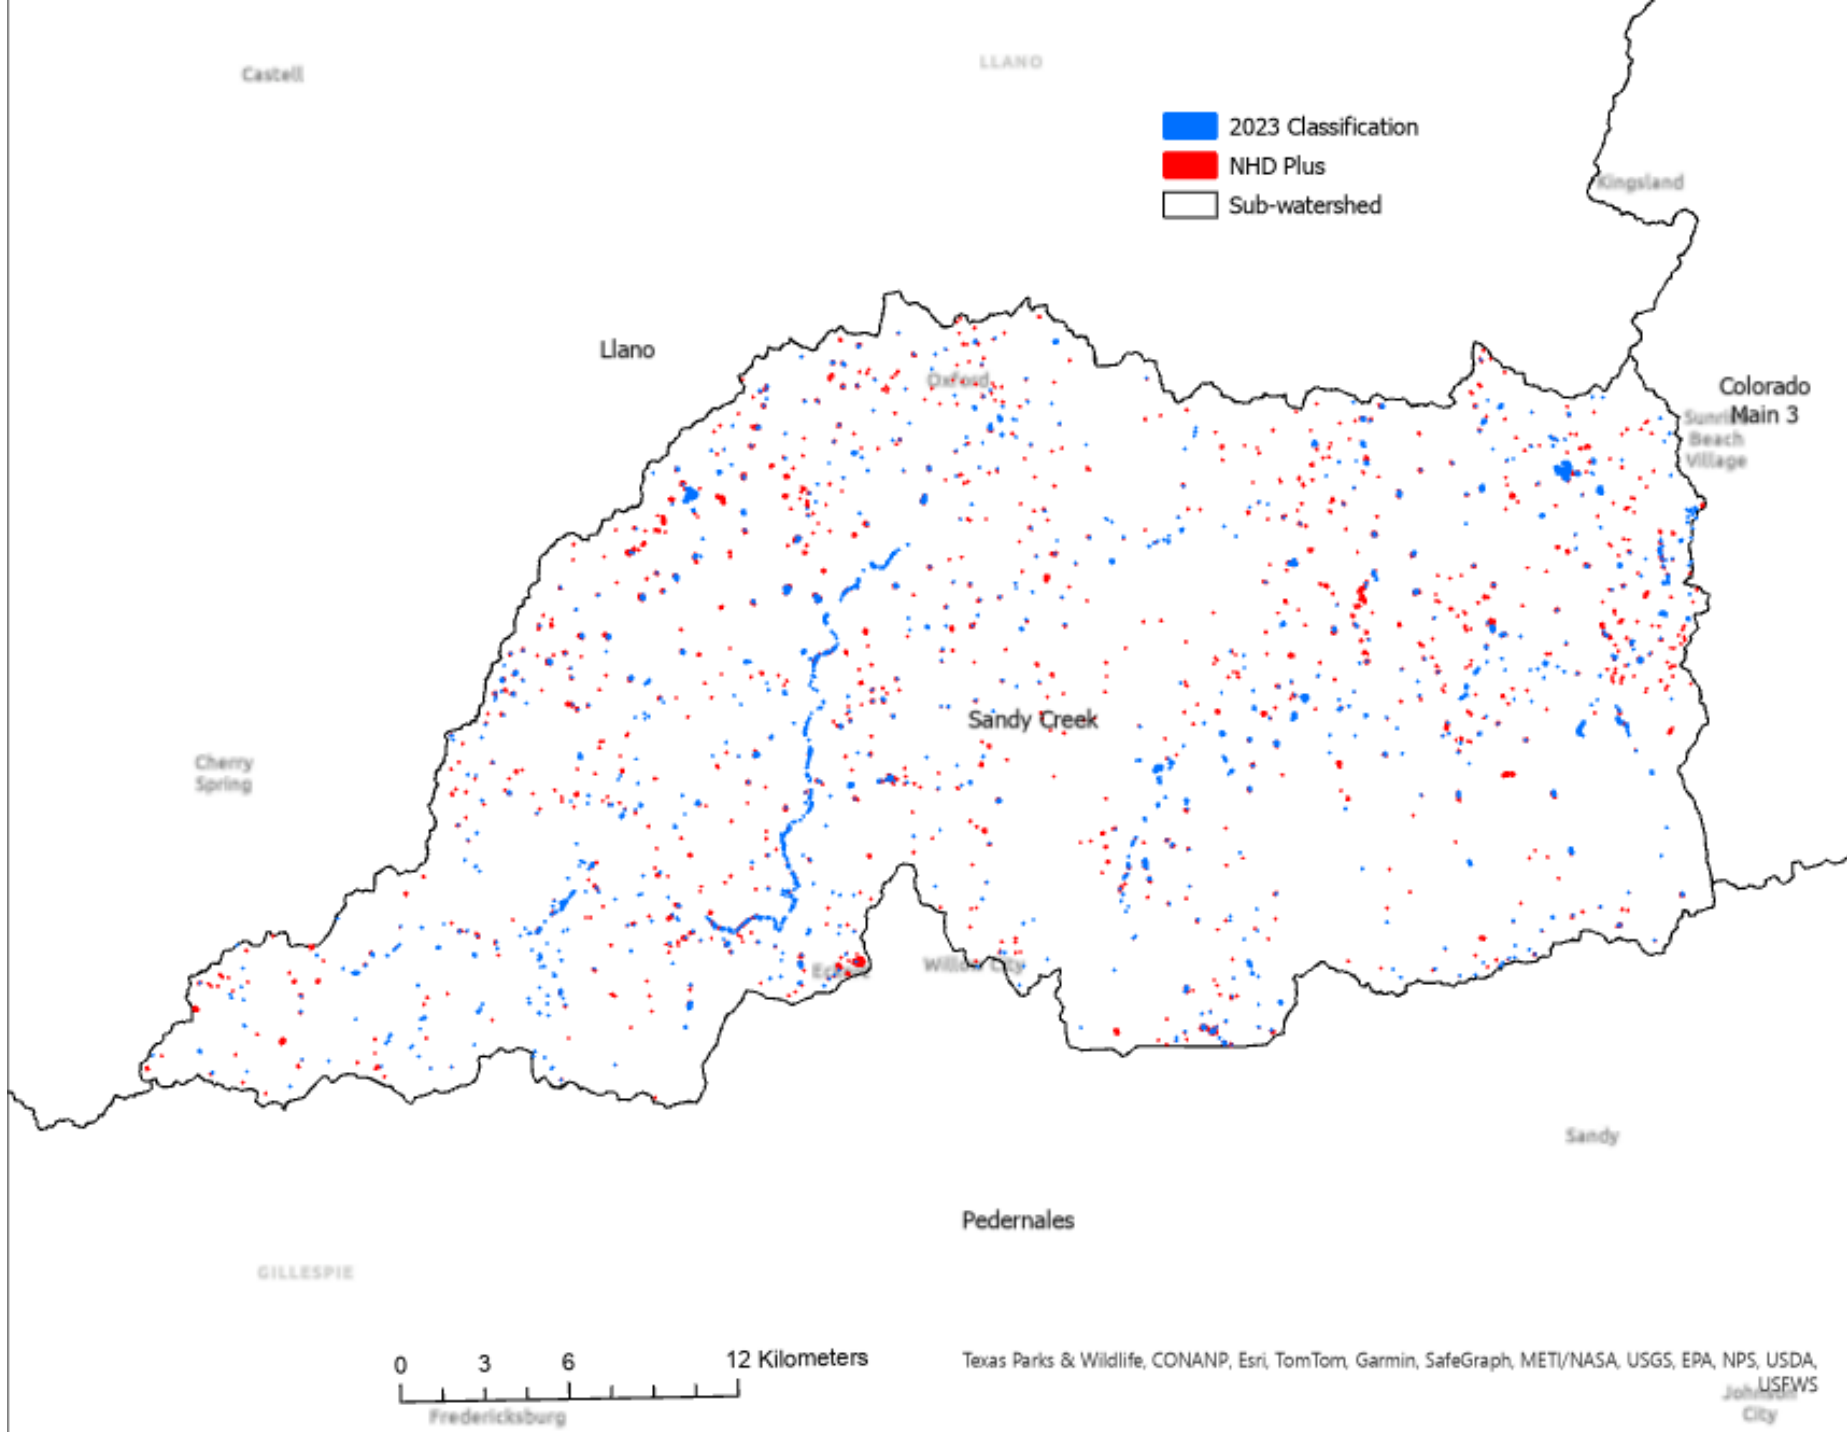 Castell
LLANO
2023 Classification
NHD Plus
Sub-watershed
Kingsland
Llano
Oxford
Colorado
Main 3
Beach
Village
Sandy Creek
Cherry
Spring
Willow City
Sandy
Pedernales
GILLESPIE
0 3 6 12 Kilometers
Fredericksburg
Texas Parks & Wildlife, CONANP, Esri, TomTom, Garmin, SafeGraph, METI/NASA, USGS, EPA, NPS, USDA,
USFWS
Johnson
City